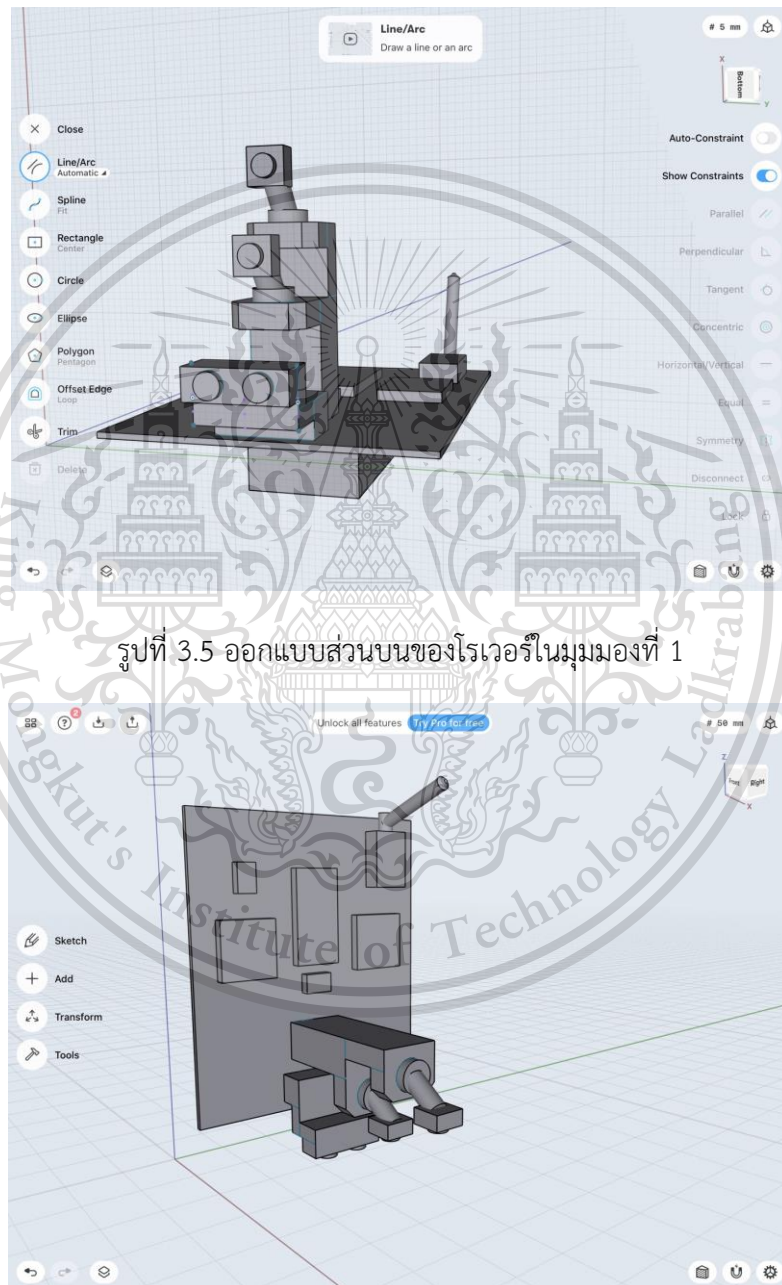 Line/Arc
Draw a line or an arc
# 5 mm
X
Bottom
Y
Close
Line/Arc
Automatic
Spline
Fit
Rectangle
Center
Circle
Ellipse
Polygon
Pentagon
Offset Edge
Loop
Trim
Delete
Auto-Constraint
Show Constraints
Parallel
Perpendicular
Tangent
Concentric
Horizontal/Vertical
Equal
Symmetry
Disconnect
Lock
รูปที่ 3.5 ออกแบบส่วนบนของโรเวอร์ในมุมมองที่ 1
2
Unlock all features
Try Pro for free
# 50 mm
Z
Front
Right
X
Sketch
Add
Transform
Tools
King Mongkut's Institute of Technology Ladkrabang